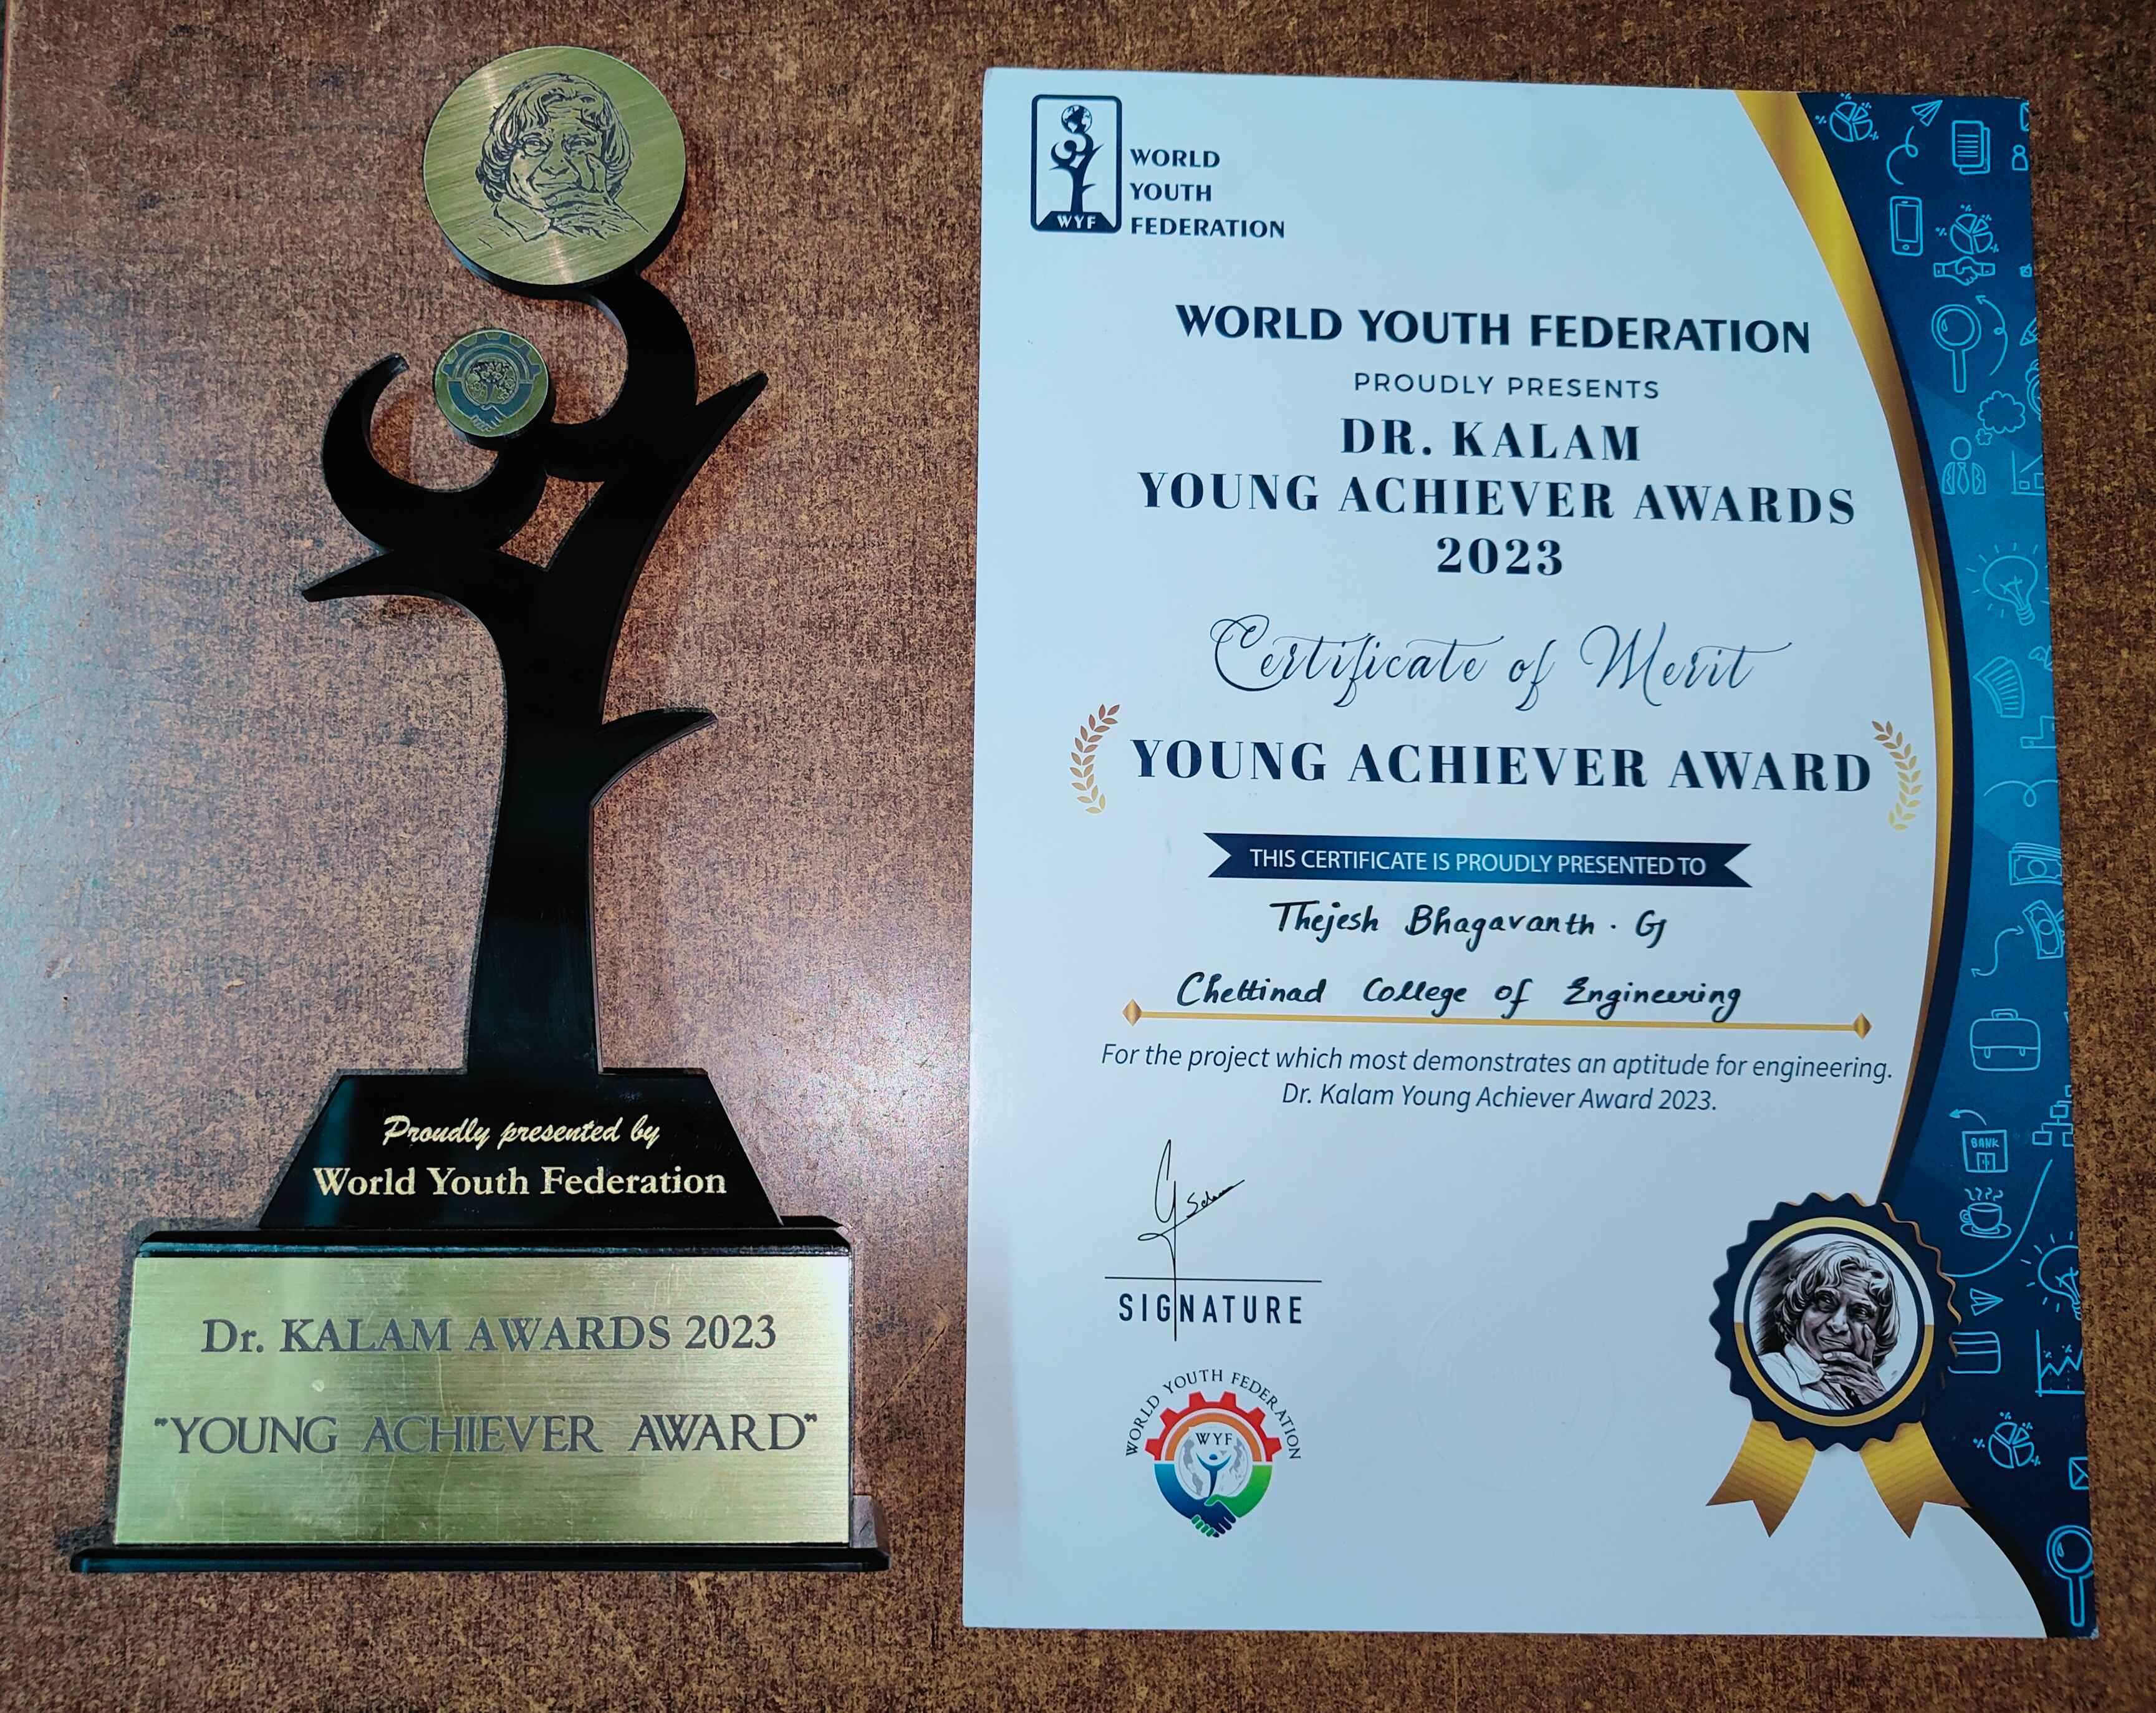 Proudly presented by
World Youth Federation
Dr. KALAM AWARDS 2023
"YOUNG ACHIEVER AWARD"
WYF
WORLD
YOUTH
FEDERATION
WORLD YOUTH FEDERATION
PROUDLY PRESENTS
DR. KALAM
YOUNG ACHIEVER AWARDS
2023
Certificate of Merit
YOUNG ACHIEVER AWARD
THIS CERTIFICATE IS PROUDLY PRESENTED TO
Thejesh Bhagavanth . G
Chettinad College of Engineering
For the project which most demonstrates an aptitude for engineering.
Dr. Kalam Young Achiever Award 2023.
SIGNATURE
WORLD YOUTH FEDERATION
WYF
BANK